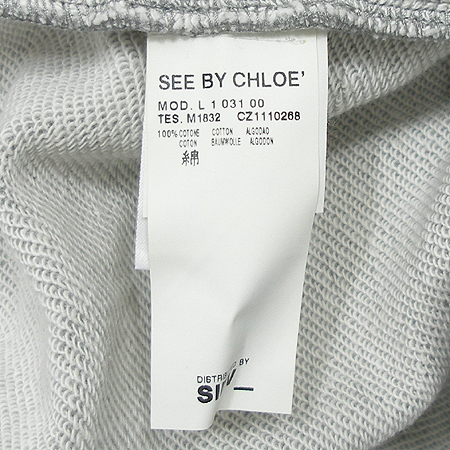 SEE BY CHLOE'
MOD. L 1 031 00
TES. M1832 CZ1110268
100% COTONE COTTON ALGODAO
COTON BAUMWOLLE ALGODON
綿
BY